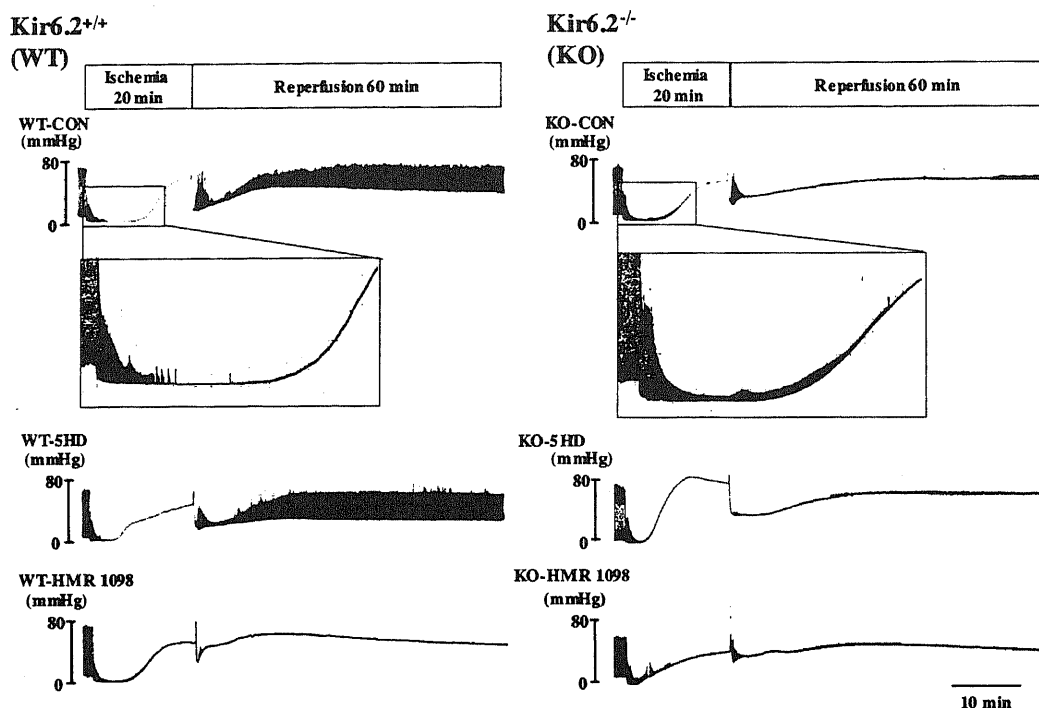 Kir6.2+/+
(WT)
Ischemia
20 min
Reperfusion 60 min
WT-CON
(mmHg)
80
0
WT-5HD
(mmHg)
80
0
WT-HMR 1098
(mmHg)
80
0
Kir6.2-/-
(KO)
Ischemia
20 min
Reperfusion 60 min
KO-CON
(mmHg)
80
0
KO-5HD
(mmHg)
80
0
KO-HMR 1098
(mmHg)
80
0
10 min